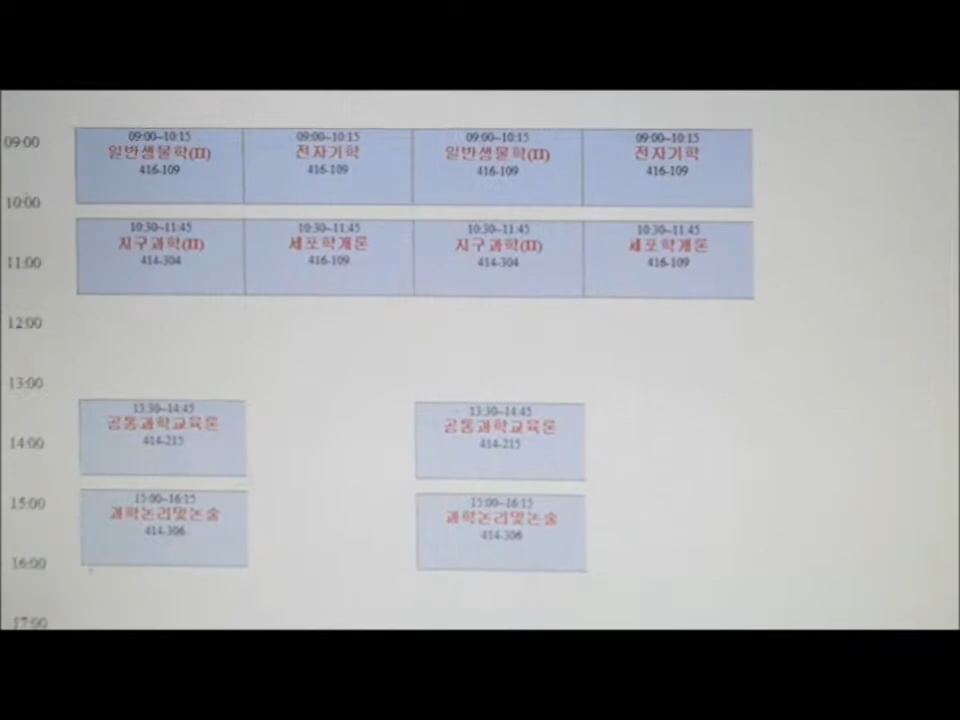 09:00
09:00~10:15
일반생물학(II)
416-109
09:00~10:15
전자기학
416-109
09:00~10:15
일반생물학(II)
416-109
09:00~10:15
전자기학
416-109
10:00
10:30~11:45
지구과학(II)
414-304
10:30~11:45
세포학개론
416-109
10:30~11:45
지구과학(II)
414-304
10:30~11:45
세포학개론
416-109
11:00
12:00
13:00
13:30~14:45
공통과학교육론
414-215
13:30~14:45
공통과학교육론
414-215
14:00
15:00
15:00~16:15
과학논리및논술
414-306
15:00~16:15
과학논리및논술
414-306
16:00
17:00